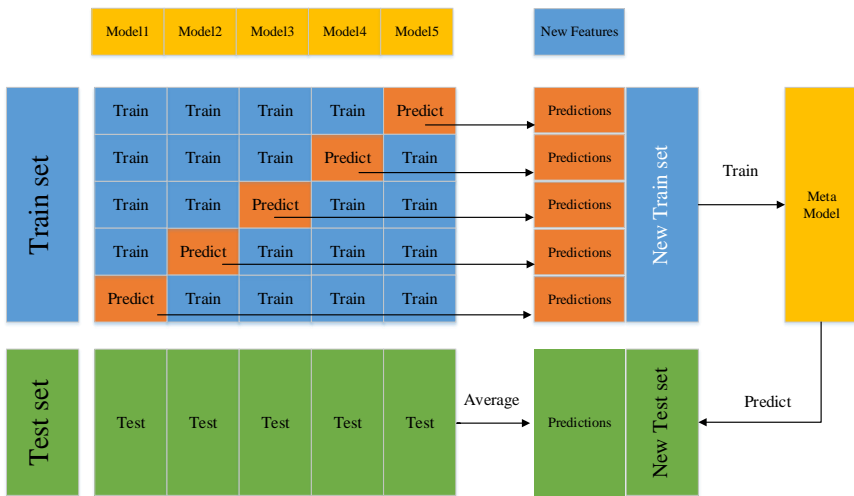 Model1 Model2 Model3 Model4 Model5 New Features
Train set
Train Train Train Train Predict Predictions
Train Train Train Predict Train Predictions
Train Train Predict Train Train Predictions
Train Predict Train Train Train Predictions
Predict Train Train Train Train Predictions
New Train set
Train
Meta
Model
Test set
Test Test Test Test Test
Average
Predictions
New Test set
Predict